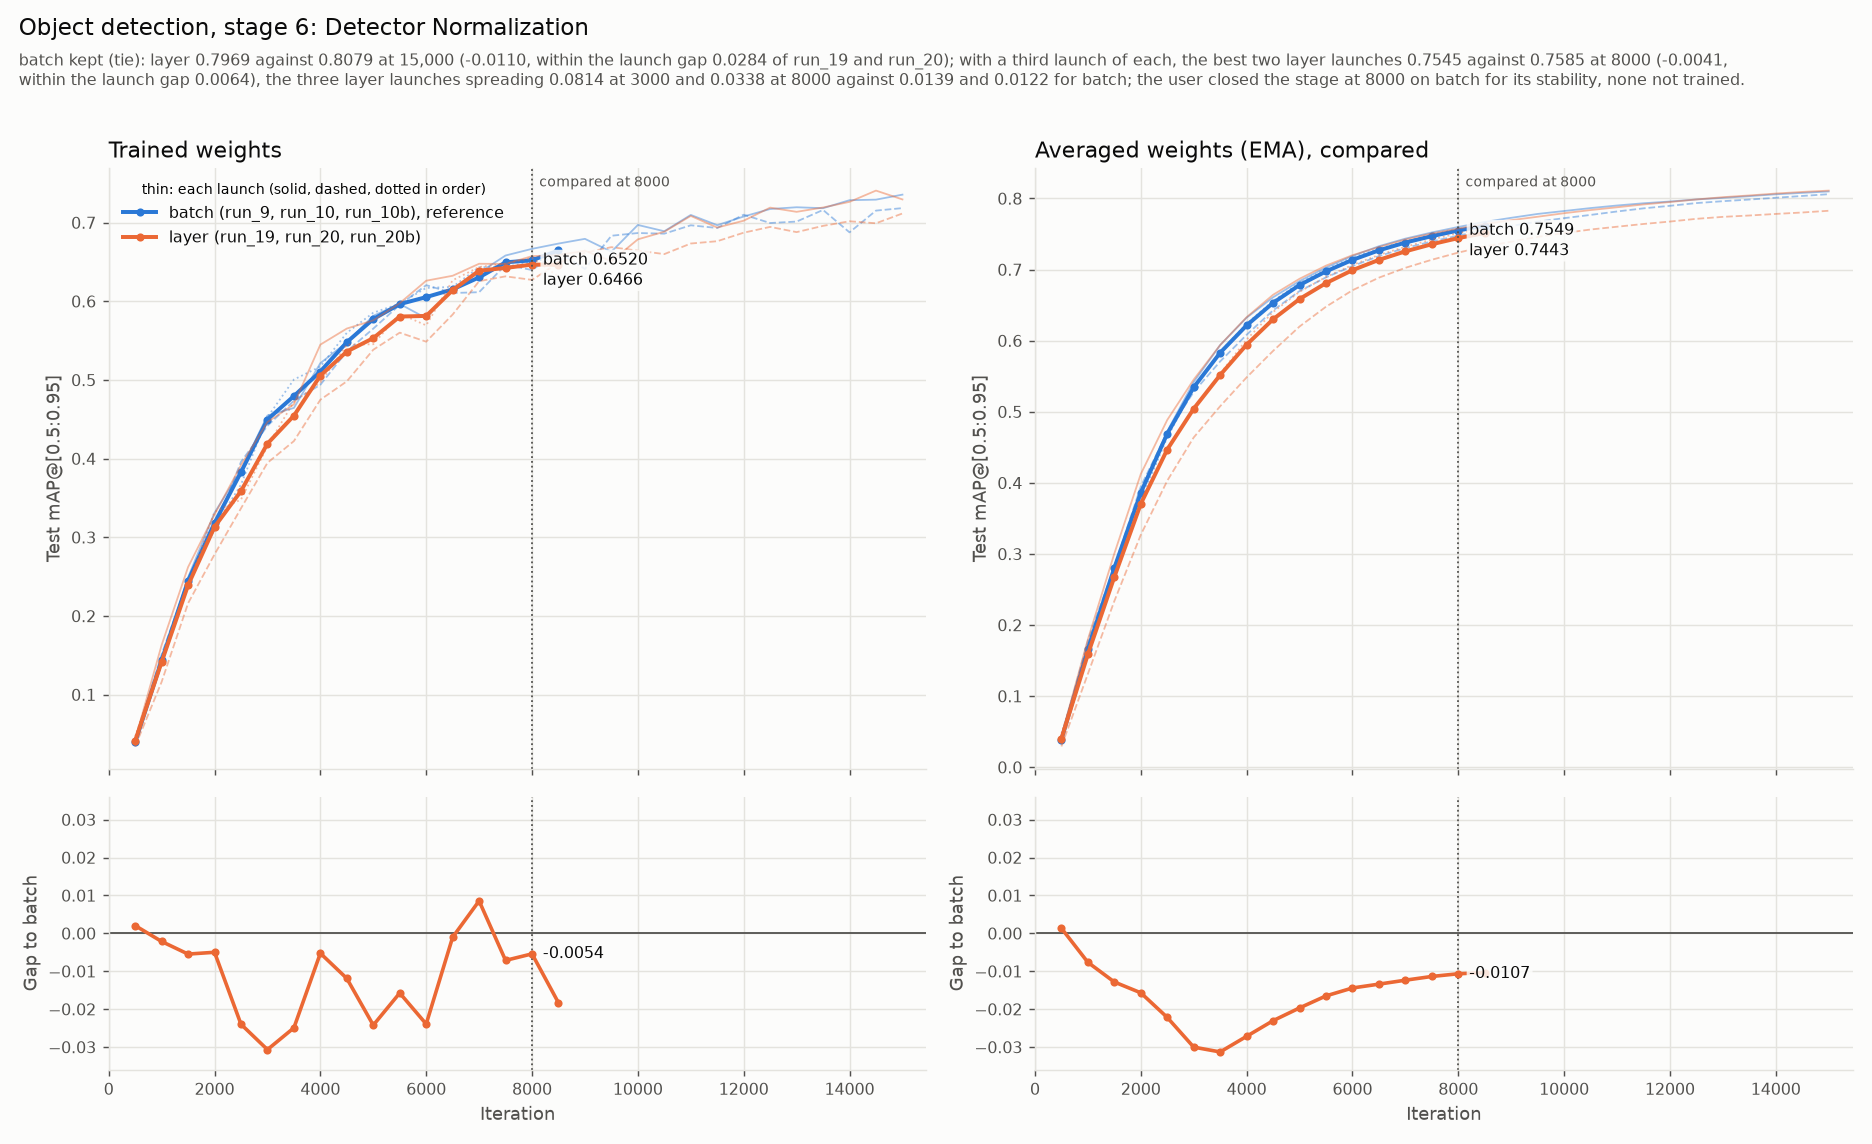 Object detection, stage 6: Detector Normalization
batch kept (tie): layer 0.7969 against 0.8079 at 15,000 (-0.0110, within the launch gap 0.0284 of run_19 and run_20); with a third launch of each, the best two layer launches 0.7545 against 0.7585 at 8000 (-0.0041,
within the launch gap 0.0064), the three layer launches spreading 0.0814 at 3000 and 0.0338 at 8000 against 0.0139 and 0.0122 for batch; the user closed the stage at 8000 on batch for its stability, none not trained.
Trained weights
thin: each launch (solid, dashed, dotted in order)
batch (run_9, run_10, run_10b), reference
layer (run_19, run_20, run_20b)
compared at 8000
batch 0.6520
layer 0.6466
Test mAP@[0.5:0.95]
0.7
0.6
0.5
0.4
0.3
0.2
0.1
Averaged weights (EMA), compared
compared at 8000
batch 0.7549
layer 0.7443
Test mAP@[0.5:0.95]
0.8
0.7
0.6
0.5
0.4
0.3
0.2
0.1
0.0
Gap to batch
0.03
0.02
0.01
0.00
−0.01
−0.02
−0.03
-0.0054
0 2000 4000 6000 8000 10000 12000 14000
Iteration
Gap to batch
0.03
0.02
0.01
0.00
−0.01
−0.02
−0.03
-0.0107
0 2000 4000 6000 8000 10000 12000 14000
Iteration